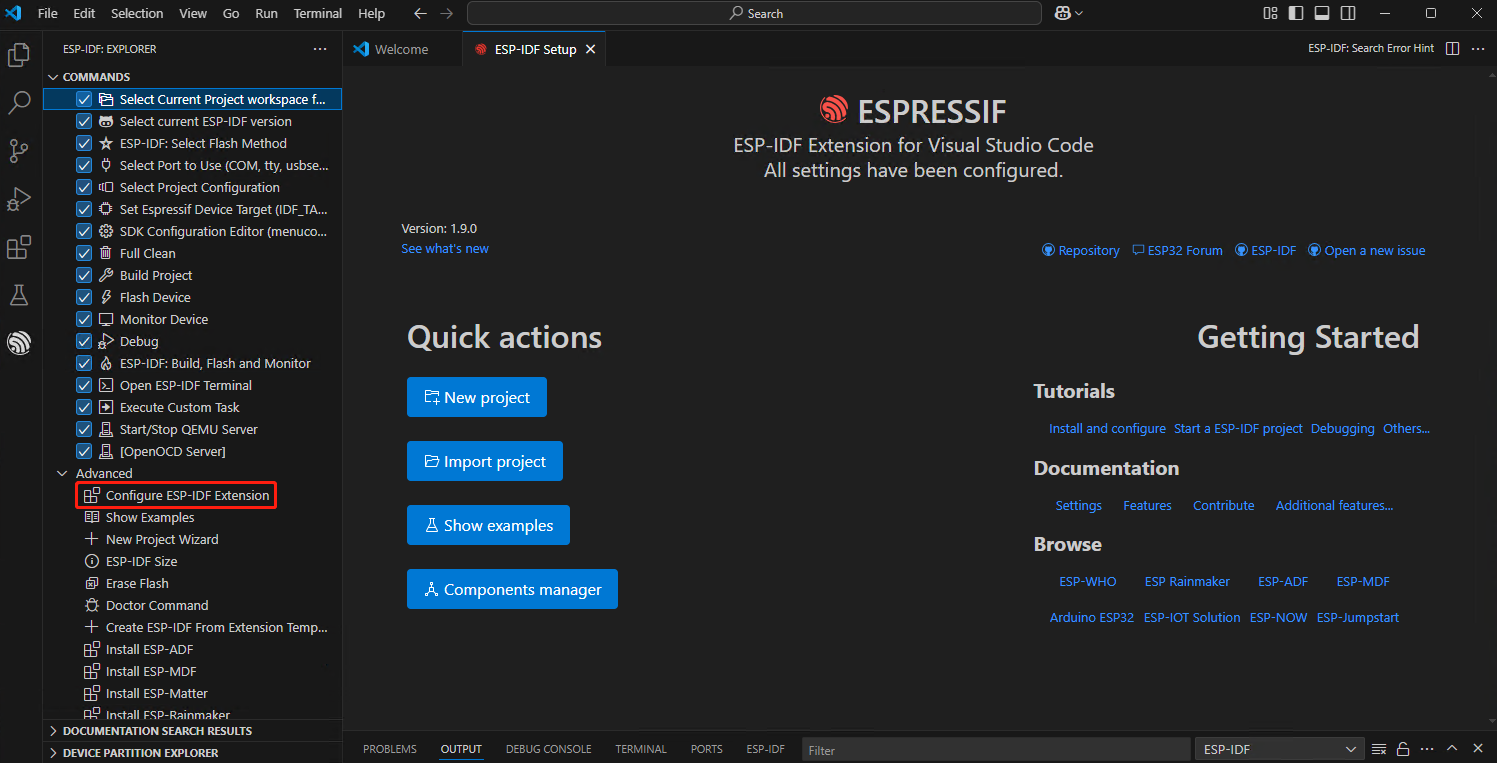 File Edit Selection View Go Run Terminal Help Search
ESP-IDF: EXPLORER ...
Welcome ESP-IDF Setup ESP-IDF: Search Error Hint
COMMANDS
Select Current Project workspace f...
Select current ESP-IDF version
ESP-IDF: Select Flash Method
Select Port to Use (COM, tty, usbse...
Select Project Configuration
Set Espressif Device Target (IDF_TA...
SDK Configuration Editor (menuco...
Full Clean
Build Project
Flash Device
Monitor Device
Debug
ESP-IDF: Build, Flash and Monitor
Open ESP-IDF Terminal
Execute Custom Task
Start/Stop QEMU Server
[OpenOCD Server]
Advanced
Configure ESP-IDF Extension
Show Examples
New Project Wizard
ESP-IDF Size
Erase Flash
Doctor Command
Create ESP-IDF From Extension Temp...
Install ESP-ADF
Install ESP-MDF
Install ESP-Matter
Install ESP-Rainmaker
DOCUMENTATION SEARCH RESULTS
DEVICE PARTITION EXPLORER
ESPRESSIF
ESP-IDF Extension for Visual Studio Code
All settings have been configured.
Version: 1.9.0
See what's new
Repository ESP32 Forum ESP-IDF Open a new issue
Quick actions
New project
Import project
Show examples
Components manager
Getting Started
Tutorials
Install and configure Start a ESP-IDF project Debugging Others...
Documentation
Settings Features Contribute Additional features...
Browse
ESP-WHO ESP Rainmaker ESP-ADF ESP-MDF
Arduino ESP32 ESP-IOT Solution ESP-NOW ESP-Jumpstart
PROBLEMS OUTPUT DEBUG CONSOLE TERMINAL PORTS ESP-IDF Filter ESP-IDF